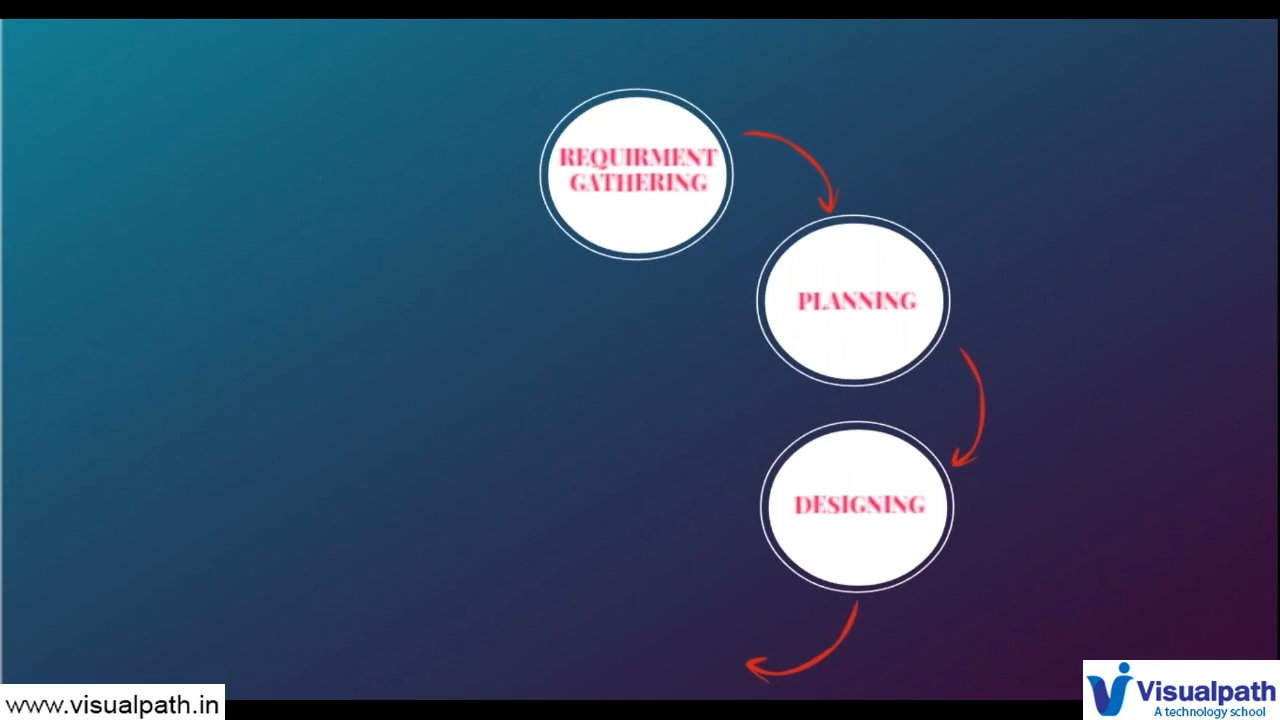 REQUIRMENT
GATHERING
PLANNING
DESIGNING
www.visualpath.in
Visualpath
A technology school